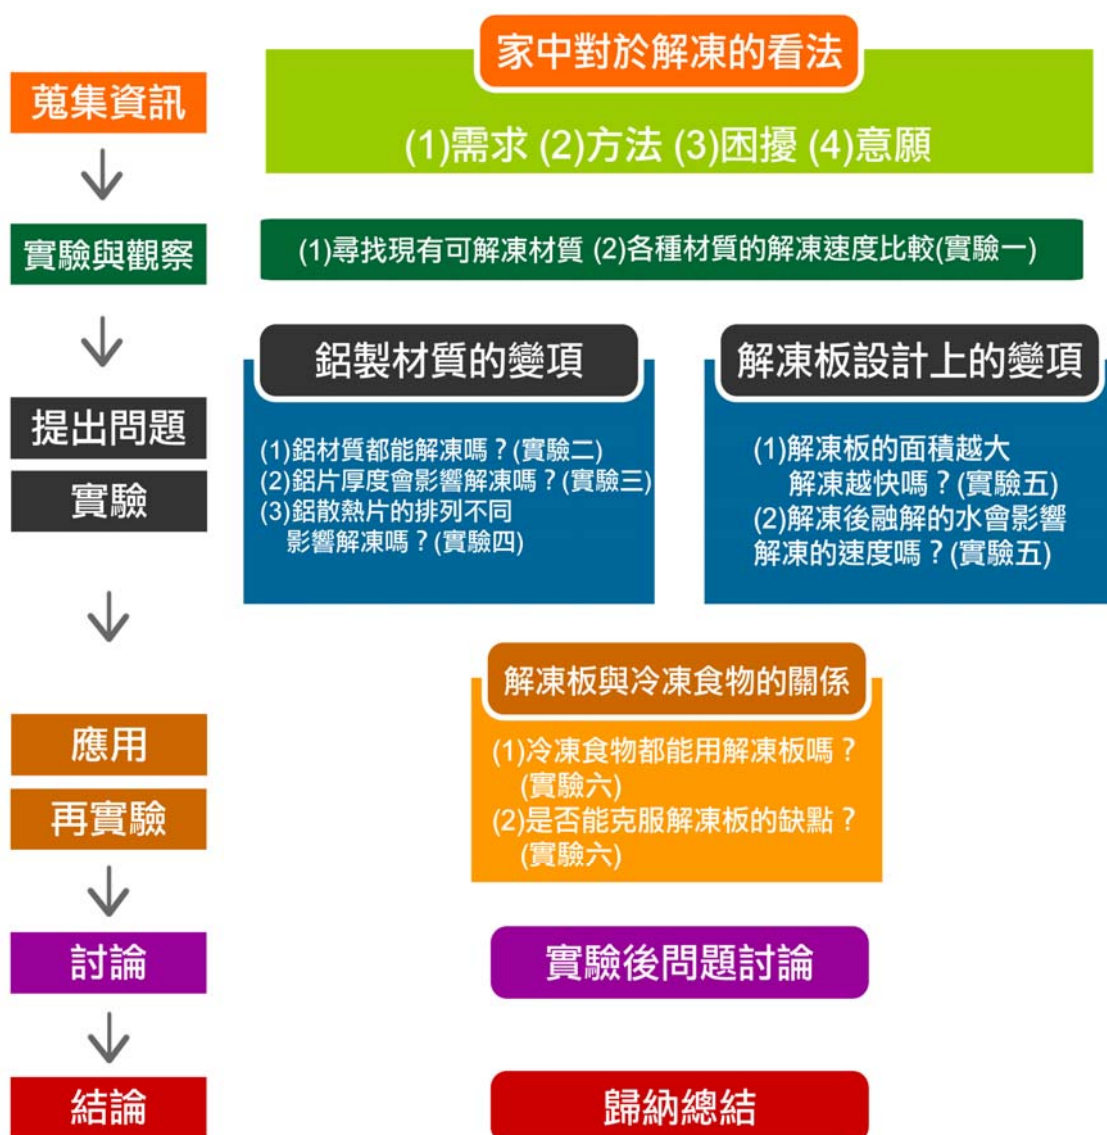 蒐集資訊
家中對於解凍的看法
(1)需求 (2)方法 (3)困擾 (4)意願
實驗與觀察
(1)尋找現有可解凍材質 (2)各種材質的解凍速度比較(實驗一)
提出問題
實驗
鋁製材質的變項
(1)鋁材質都能解凍嗎？(實驗二)
(2)鋁片厚度會影響解凍嗎？(實驗三)
(3)鋁散熱片的排列不同
影響解凍嗎？(實驗四)
解凍板設計上的變項
(1)解凍板的面積越大
解凍越快嗎？(實驗五)
(2)解凍後融解的水會影響
解凍的速度嗎？(實驗五)
應用
再實驗
解凍板與冷凍食物的關係
(1)冷凍食物都能用解凍板嗎？
(實驗六)
(2)是否能克服解凍板的缺點？
(實驗六)
討論
實驗後問題討論
結論
歸納總結